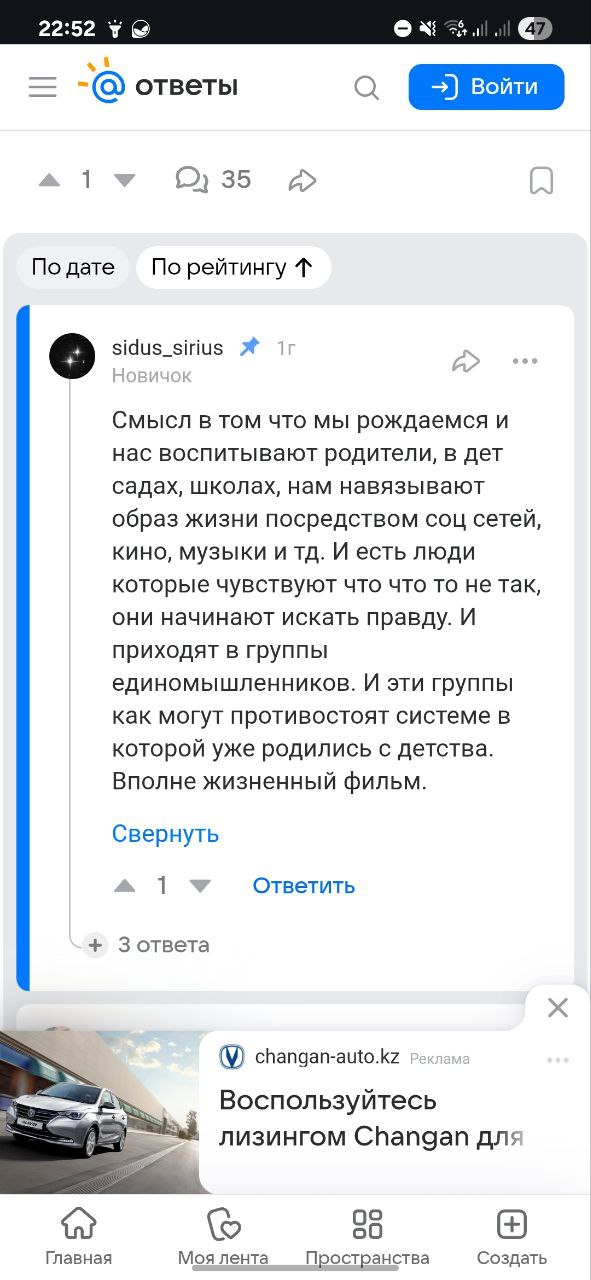 22:52
47
ответы
Войти
1
35
По дате
По рейтингу ↑
sidus_sirius
1г
Новичок
Смысл в том что мы рождаемся и
нас воспитывают родители, в дет
садах, школах, нам навязывают
образ жизни посредством соц сетей,
кино, музыки и тд. И есть люди
которые чувствуют что что то не так,
они начинают искать правду. И
приходят в группы
единомышленников. И эти группы
как могут противостоят системе в
которой уже родились с детства.
Вполне жизненный фильм.
Свернуть
1
Ответить
3 ответа
changan-auto.kz Реклама
Воспользуйтесь
лизингом Changan для
Главная
Моя лента
Пространства
Создать